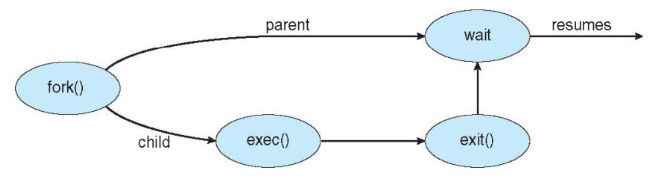 parent
wait
resumes
fork()
child
exec()
exit()